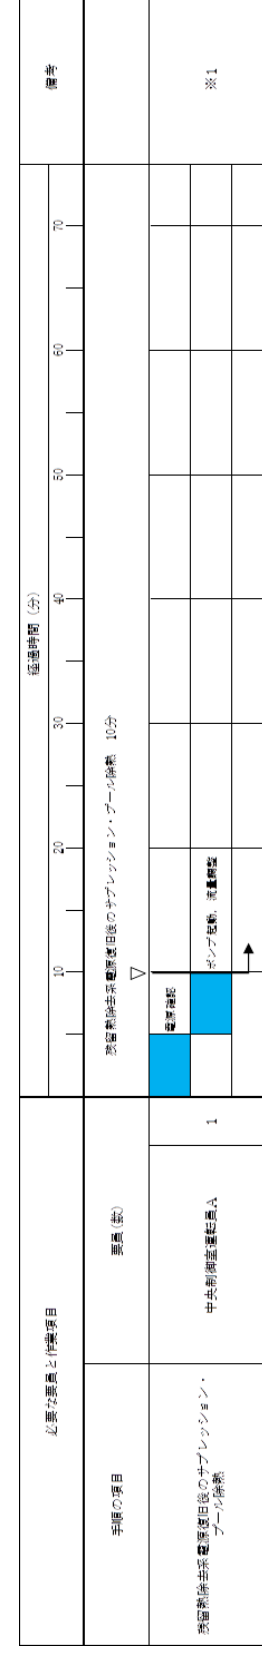 必要な要員と作業項目
経過時間（分）
備考
10 20 30 40 50 60 70
手順の項目
要員(数)
残留熱除去系電源復旧後のサプレッション・プール除熱 10分
▽
残留熱除去系電源復旧後のサプレッション・
プール除熱
中央制御室運転員A
1
電源確認
ポンプ起動，流量調整
※1